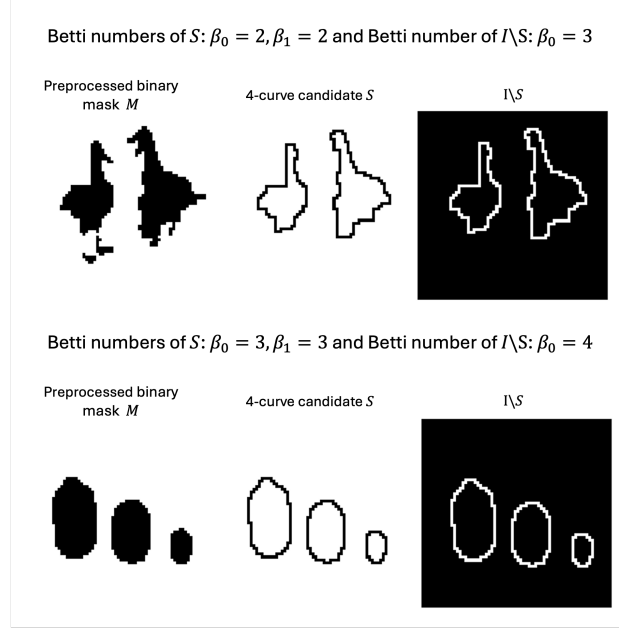 Betti numbers of S: β₀ = 2, β₁ = 2 and Betti number of I\S: β₀ = 3
Preprocessed binary
mask M
4-curve candidate S
I\S
Betti numbers of S: β₀ = 3, β₁ = 3 and Betti number of I\S: β₀ = 4
Preprocessed binary
mask M
4-curve candidate S
I\S